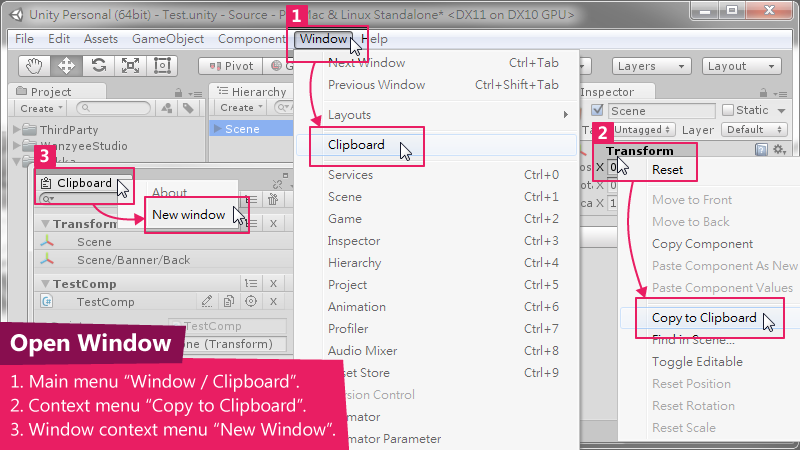 Unity Personal (64bit) - Test.unity - Source - P Mac & Linux Standalone* <DX11 on DX10 GPU>
1
File Edit Assets GameObject Component Window Help
Pivot G Layers Layout
Project
Create
ThirdParty
WanzyeeStudio
Hierarchy
Create
Scene
Next Window Ctrl+Tab
Previous Window Ctrl+Shift+Tab
Layouts
Clipboard
Services Ctrl+0
Scene Ctrl+1
Game Ctrl+2
Inspector Ctrl+3
Hierarchy Ctrl+4
Project Ctrl+5
Animation Ctrl+6
Profiler Ctrl+7
Audio Mixer Ctrl+8
set Store Ctrl+9
rsion Control
imator
imator Parameter
Inspector
Scene Static
2
Ta Untagged Layer Default
Transform
X 0
X 0
X 1
Reset
Move to Front
Move to Back
Copy Component
Paste Component As New
Paste Component Values
Copy to Clipboard
Find in Scene...
Toggle Editable
Reset Position
Reset Rotation
Reset Scale
3
Clipboard
About
New window
Transform
Scene
Scene/Banner/Back
TestComp X
TestComp
TestComp
one (Transform)
Open Window
1. Main menu “Window / Clipboard”.
2. Context menu “Copy to Clipboard”.
3. Window context menu “New Window”.